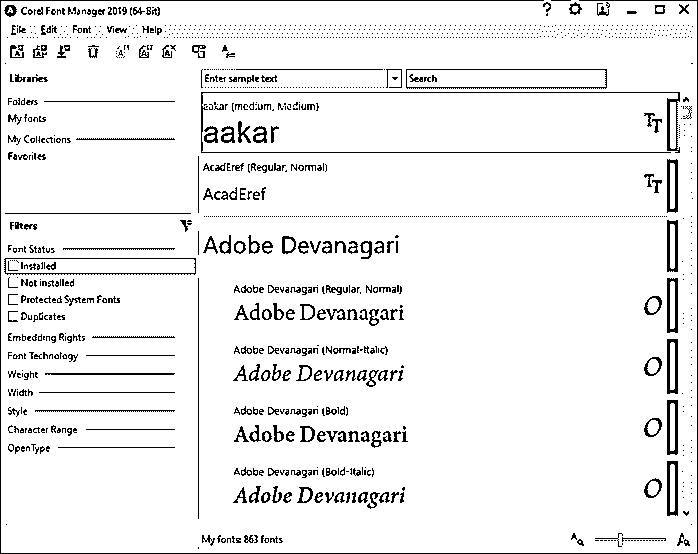 Corel Font Manager 2019 (64-Bit)
File Edit Font View Help
Libraries
Enter sample text
Search
Folders
My fonts
My Collections
Favorites
aakar (medium, Medium)
aakar
AcadEref (Regular, Normal)
AcadEref
Filters
Font Status
Installed
Not installed
Protected System Fonts
Duplicates
Embedding Rights
Font Technology
Weight
Width
Style
Character Range
OpenType
Adobe Devanagari
Adobe Devanagari (Regular, Normal)
Adobe Devanagari
Adobe Devanagari (Normal-Italic)
Adobe Devanagari
Adobe Devanagari (Bold)
Adobe Devanagari
Adobe Devanagari (Bold-Italic)
Adobe Devanagari
My fonts: 863 fonts